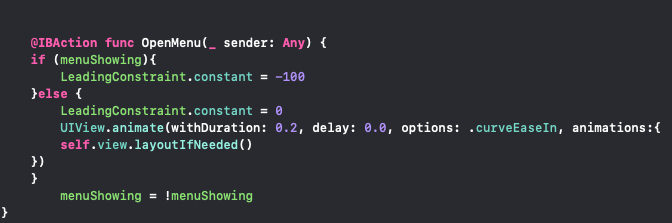 @IBAction func OpenMenu(_ sender: Any) {
if (menuShowing){
LeadingConstraint.constant = -100
}else {
LeadingConstraint.constant = 0
UIView.animate(withDuration: 0.2, delay: 0.0, options: .curveEaseIn, animations:{
self.view.layoutIfNeeded()
})
}
menuShowing = !menuShowing
}